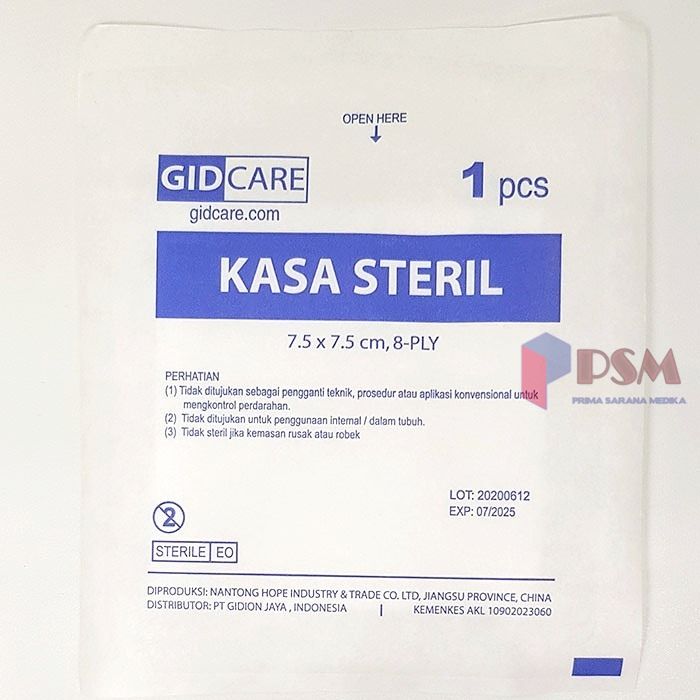 OPEN HERE
GIDCARE
1 pcs
gidcare.com
KASA STERIL
7.5 x 7.5 cm, 8-PLY
PSM
PRIMA SARANA MEDIKA
PERHATIAN
(1) Tidak ditujukan sebagai pengganti teknik, prosedur atau aplikasi konvensional untuk
mengkontrol perdarahan.
(2) Tidak ditujukan untuk penggunaan internal / dalam tubuh.
(3) Tidak steril jika kemasan rusak atau robek
LOT: 20200612
EXP: 07/2025
2
STERILE EO
DIPRODUKSI: NANTONG HOPE INDUSTRY & TRADE CO. LTD, JIANGSU PROVINCE, CHINA
DISTRIBUTOR: PT GIDION JAYA , INDONESIA | KEMENKES AKL 10902023060